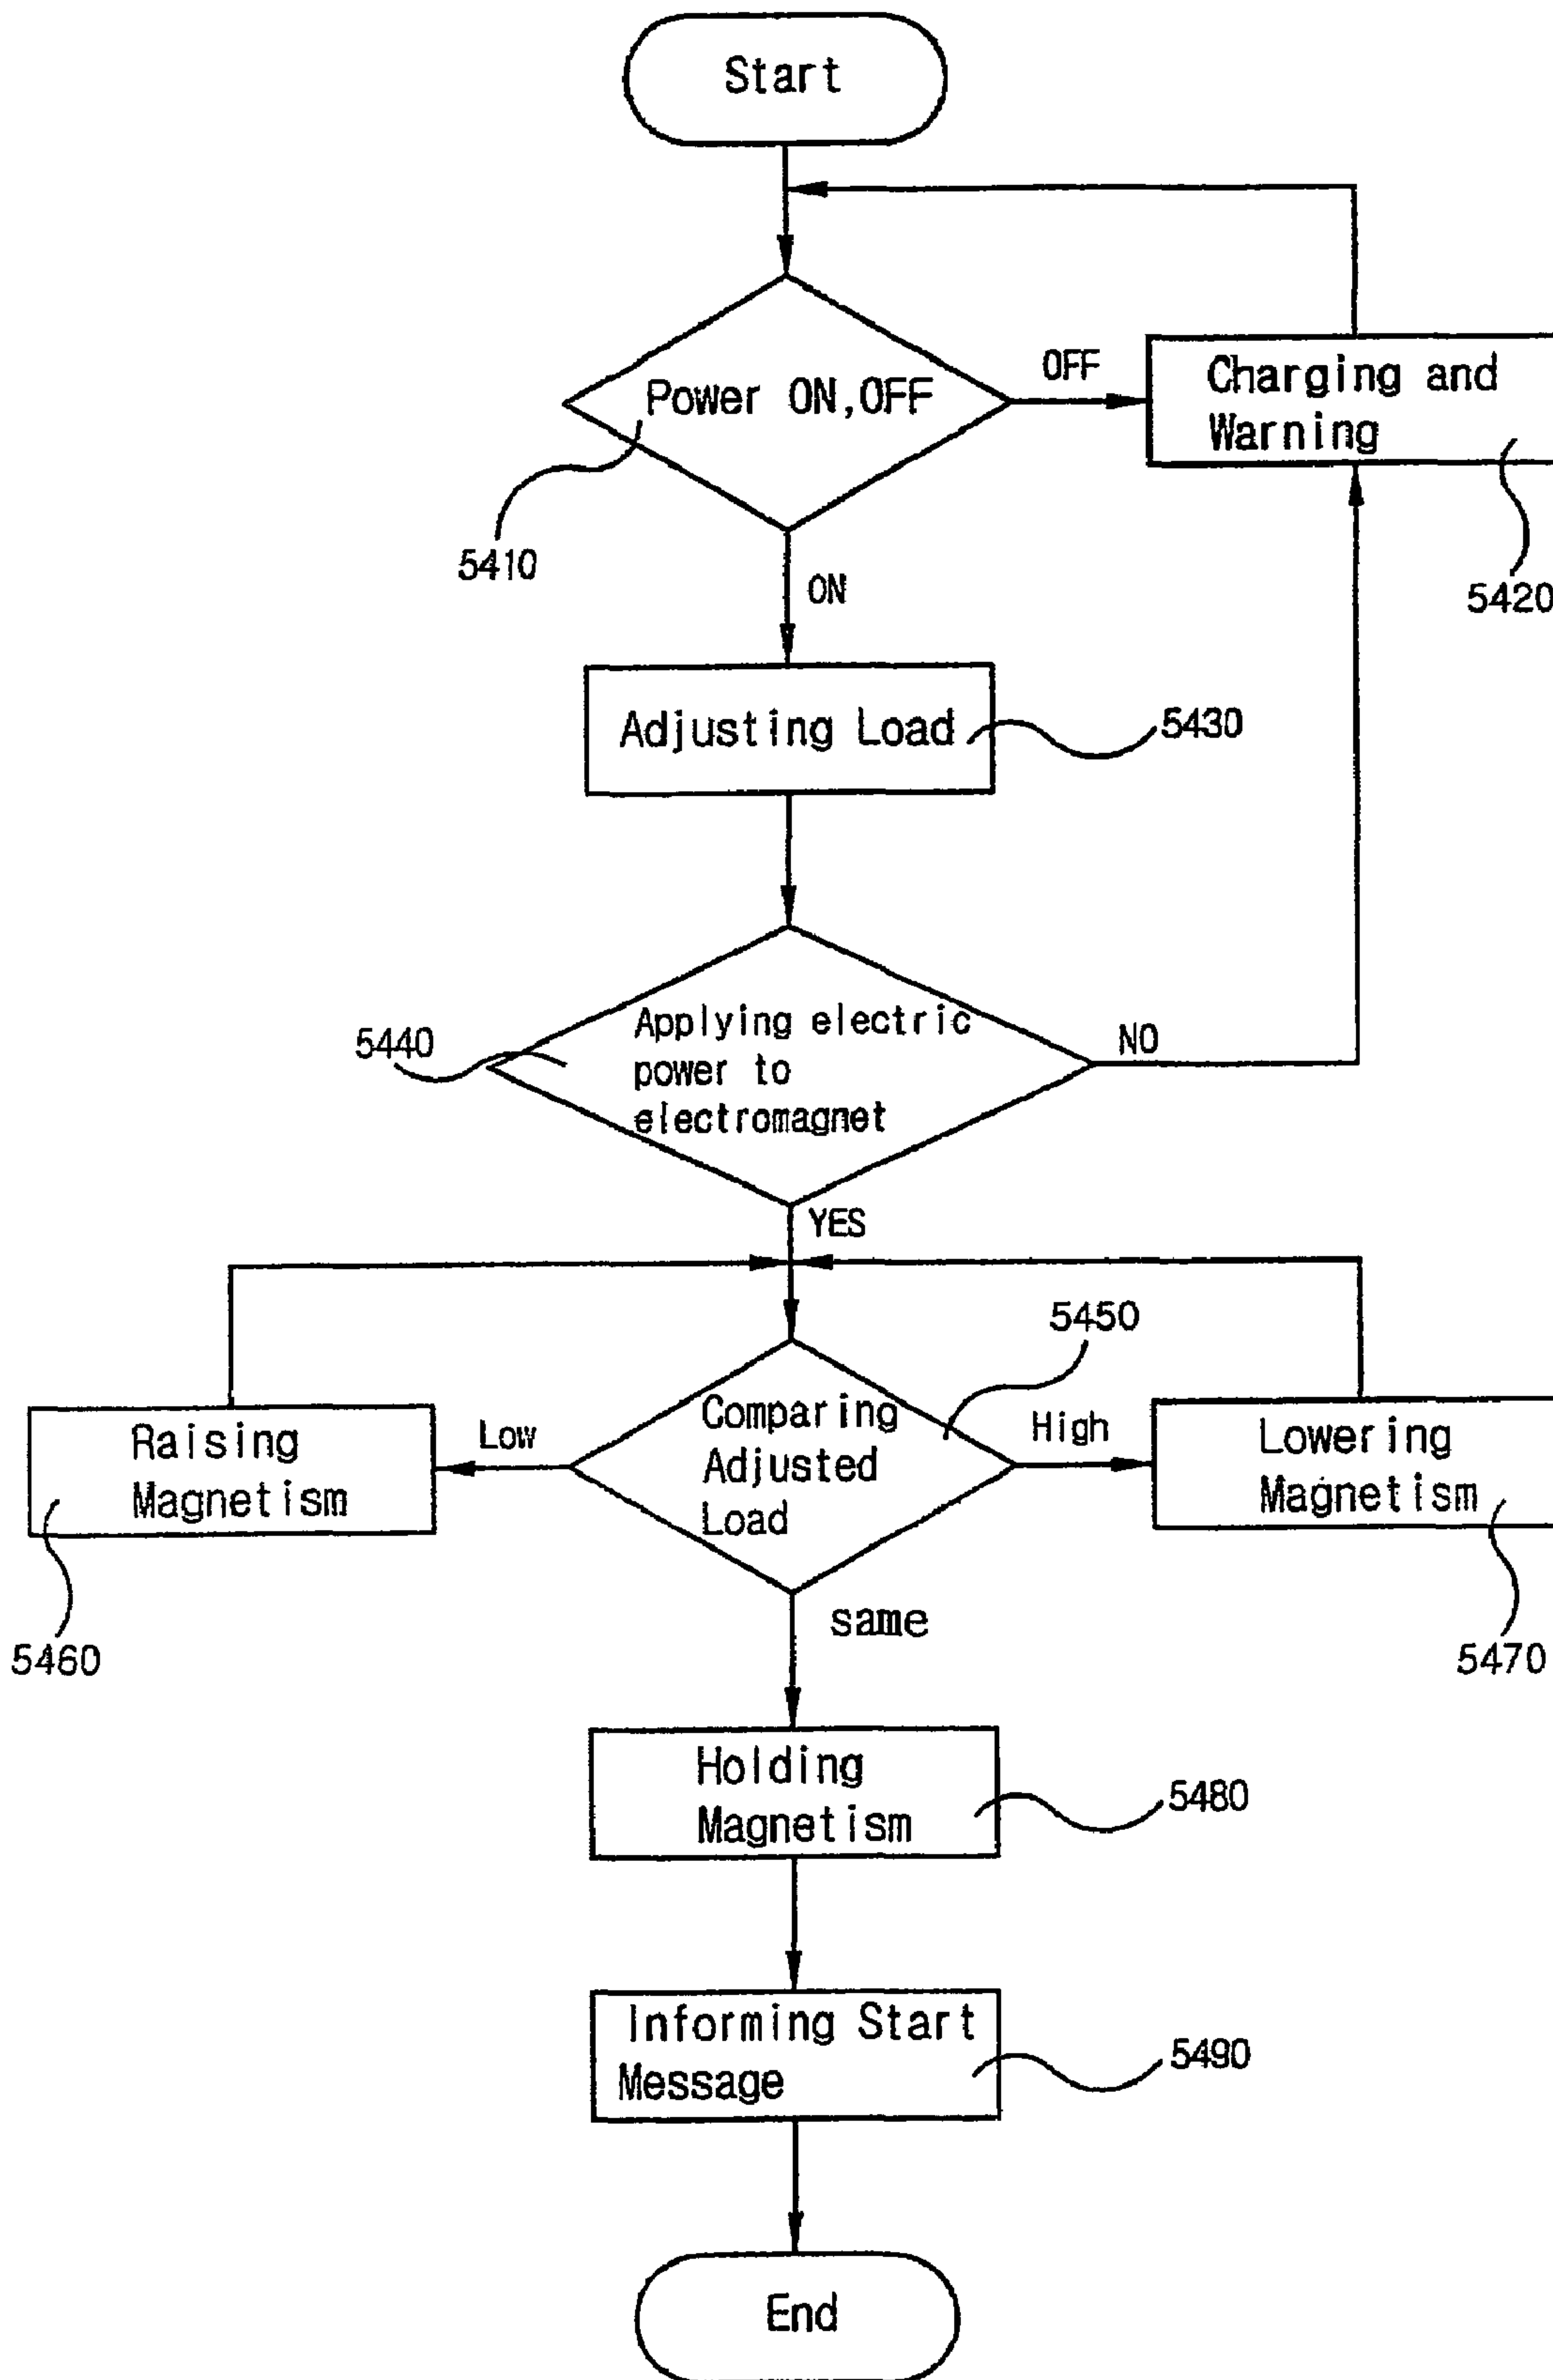 Start
Power ON,OFF
OFF
Charging and
Warning
5410
5420
ON
Adjusting Load
5430
Applying electric
power to
electromagnet
5440
NO
YES
5450
Comparing
Adjusted
Load
Low
High
Raising
Magnetism
Lowering
Magnetism
5460
5470
same
Holding
Magnetism
5480
Informing Start
Message
5490
End